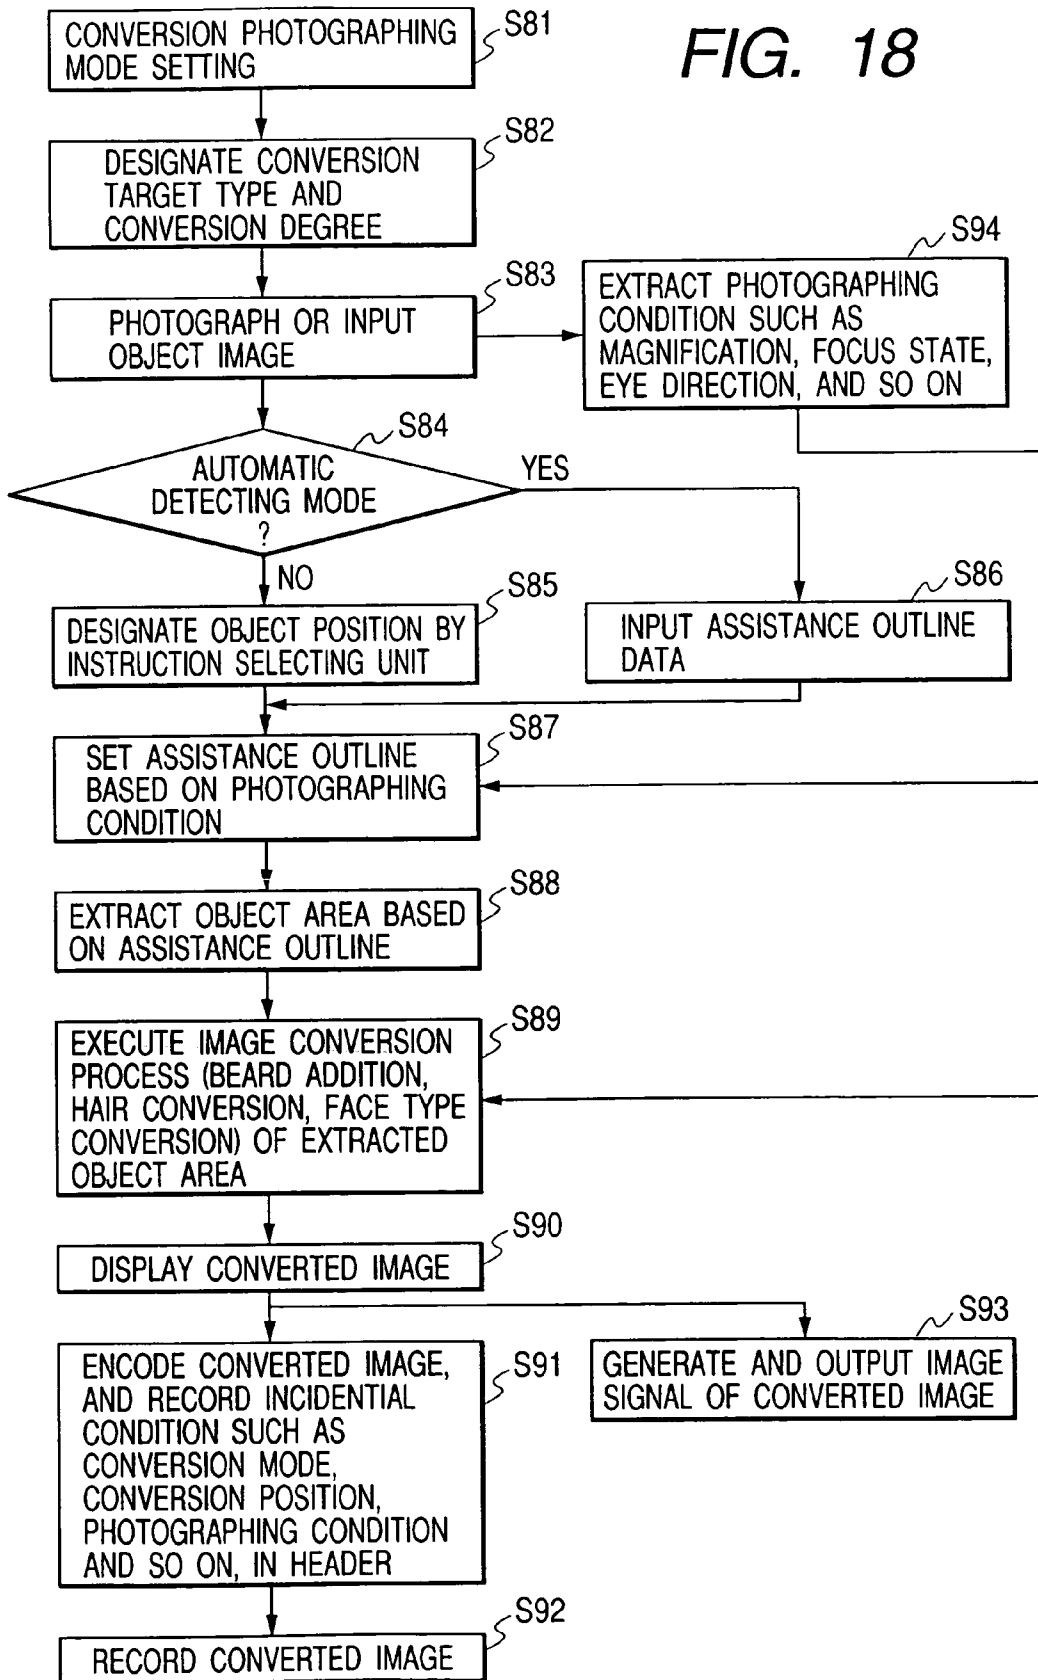 FIG. 18
S81
CONVERSION PHOTOGRAPHING
MODE SETTING
S82
DESIGNATE CONVERSION
TARGET TYPE AND
CONVERSION DEGREE
S83
PHOTOGRAPH OR INPUT
OBJECT IMAGE
S94
EXTRACT PHOTOGRAPHING
CONDITION SUCH AS
MAGNIFICATION, FOCUS STATE,
EYE DIRECTION, AND SO ON
S84
AUTOMATIC
DETECTING MODE
?
YES
NO
S85
DESIGNATE OBJECT POSITION BY
INSTRUCTION SELECTING UNIT
S86
INPUT ASSISTANCE OUTLINE
DATA
S87
SET ASSISTANCE OUTLINE
BASED ON PHOTOGRAPHING
CONDITION
S88
EXTRACT OBJECT AREA BASED
ON ASSISTANCE OUTLINE
S89
EXECUTE IMAGE CONVERSION
PROCESS (BEARD ADDITION,
HAIR CONVERSION, FACE TYPE
CONVERSION) OF EXTRACTED
OBJECT AREA
S90
DISPLAY CONVERTED IMAGE
S91
ENCODE CONVERTED IMAGE,
AND RECORD INCIDENTIAL
CONDITION SUCH AS
CONVERSION MODE,
CONVERSION POSITION,
PHOTOGRAPHING CONDITION
AND SO ON, IN HEADER
S93
GENERATE AND OUTPUT IMAGE
SIGNAL OF CONVERTED IMAGE
S92
RECORD CONVERTED IMAGE